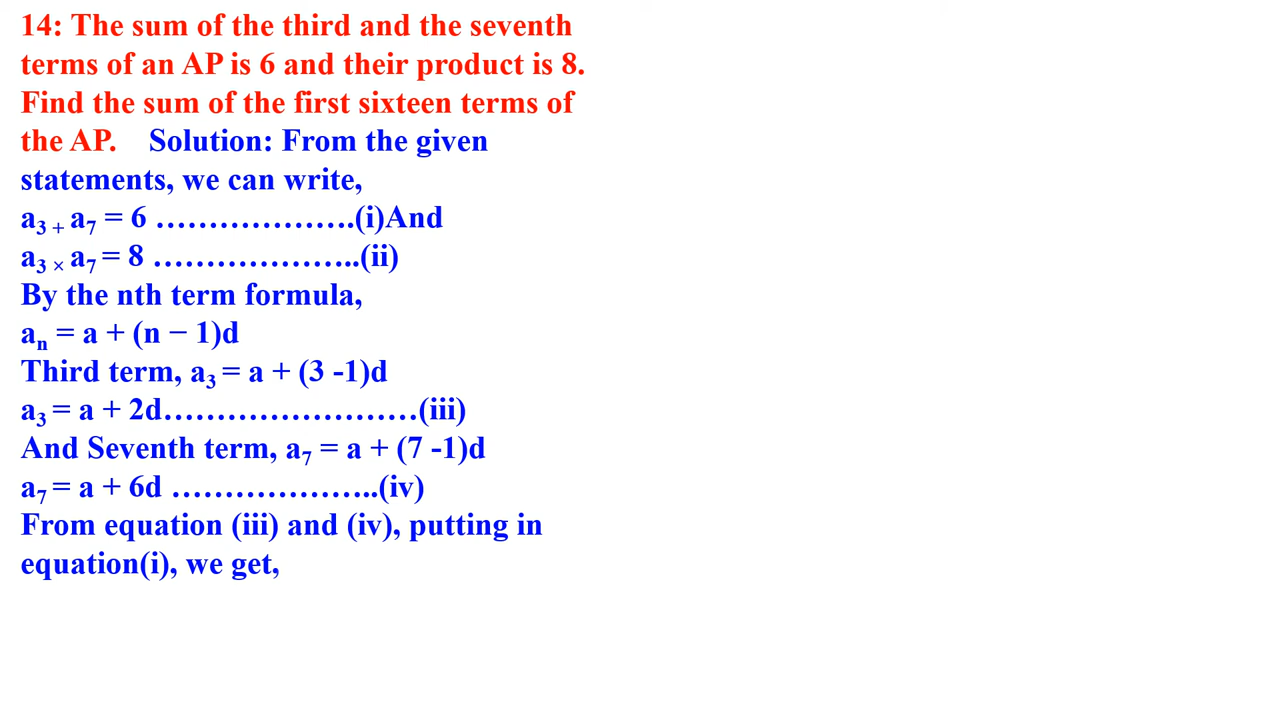 14: The sum of the third and the seventh
terms of an AP is 6 and their product is 8.
Find the sum of the first sixteen terms of
the AP.    Solution: From the given
statements, we can write,
a₃ ₊ a₇ = 6 ………………….(i)And
a₃ × a₇ = 8 …………………..(ii)
By the nth term formula,
aₙ = a + (n − 1)d
Third term, a₃ = a + (3 -1)d
a₃ = a + 2d……………………(iii)
And Seventh term, a₇ = a + (7 -1)d
a₇ = a + 6d …………………..(iv)
From equation (iii) and (iv), putting in
equation(i), we get,